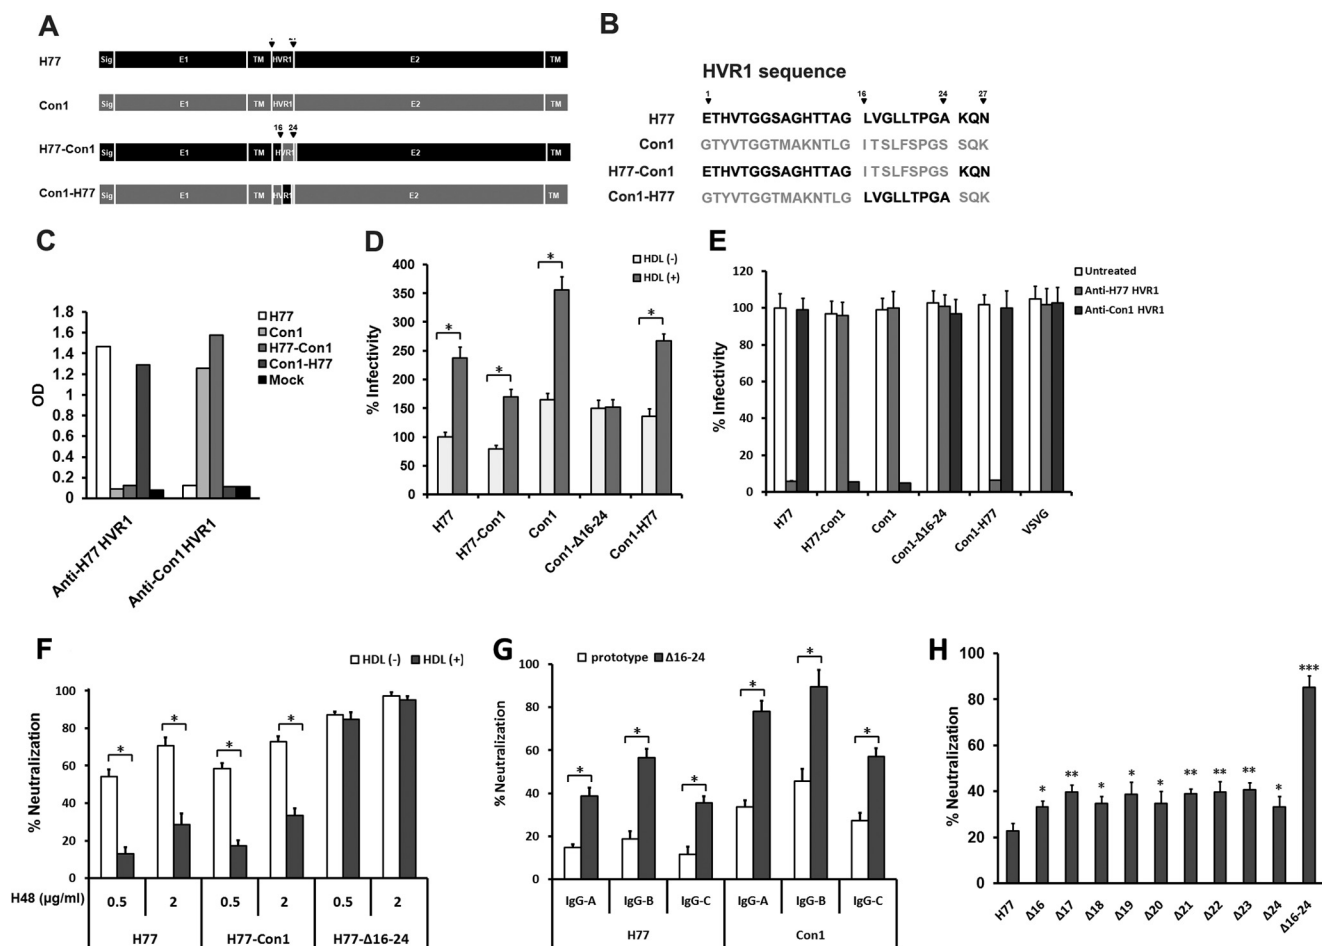 A
H77
Sig E1 TM HVR1 E2 TM
Con1
Sig E1 TM HVR1 E2 TM
16 24
H77-Con1
Sig E1 TM HVR1 E2 TM
Con1-H77
Sig E1 TM HVR1 E2 TM
B
HVR1 sequence
1 16 24 27
H77 ETHVTGGSAGHTTAG LVGLLTPGA KQN
Con1 GTYVTGGTMAKNTLG ITSLFSPGS SQK
H77-Con1 ETHVTGGSAGHTTAG ITSLFSPGS KQN
Con1-H77 GTYVTGGTMAKNTLG LVGLLTPGA SQK
C
OD
1.8
1.6
1.4
1.2
1
0.8
0.6
0.4
0.2
0
H77
Con1
H77-Con1
Con1-H77
Mock
Anti-H77 HVR1
Anti-Con1 HVR1
D
% Infectivity
400
350
300
250
200
150
100
50
0
HDL (-)
HDL (+)
* * * *
H77
H77-Con1
Con1
Con1-Δ16-24
Con1-H77
E
% Infectivity
120
100
80
60
40
20
0
Untreated
Anti-H77 HVR1
Anti-Con1 HVR1
H77
H77-Con1
Con1
Con1-Δ16-24
Con1-H77
VSVG
F
HDL (-) HDL (+)
% Neutralization
100
80
60
40
20
0
* * * *
H48 (μg/ml) 0.5 2 0.5 2 0.5 2
H77 H77-Con1 H77-Δ16-24
G
prototype Δ16-24
% Neutralization
100
80
60
40
20
0
* * * * * *
IgG-A IgG-B IgG-C IgG-A IgG-B IgG-C
H77 Con1
H
% Neutralization
100
80
60
40
20
0
* ** * * * ** ** ** * ***
H77
Δ16
Δ17
Δ18
Δ19
Δ20
Δ21
Δ22
Δ23
Δ24
Δ16-24